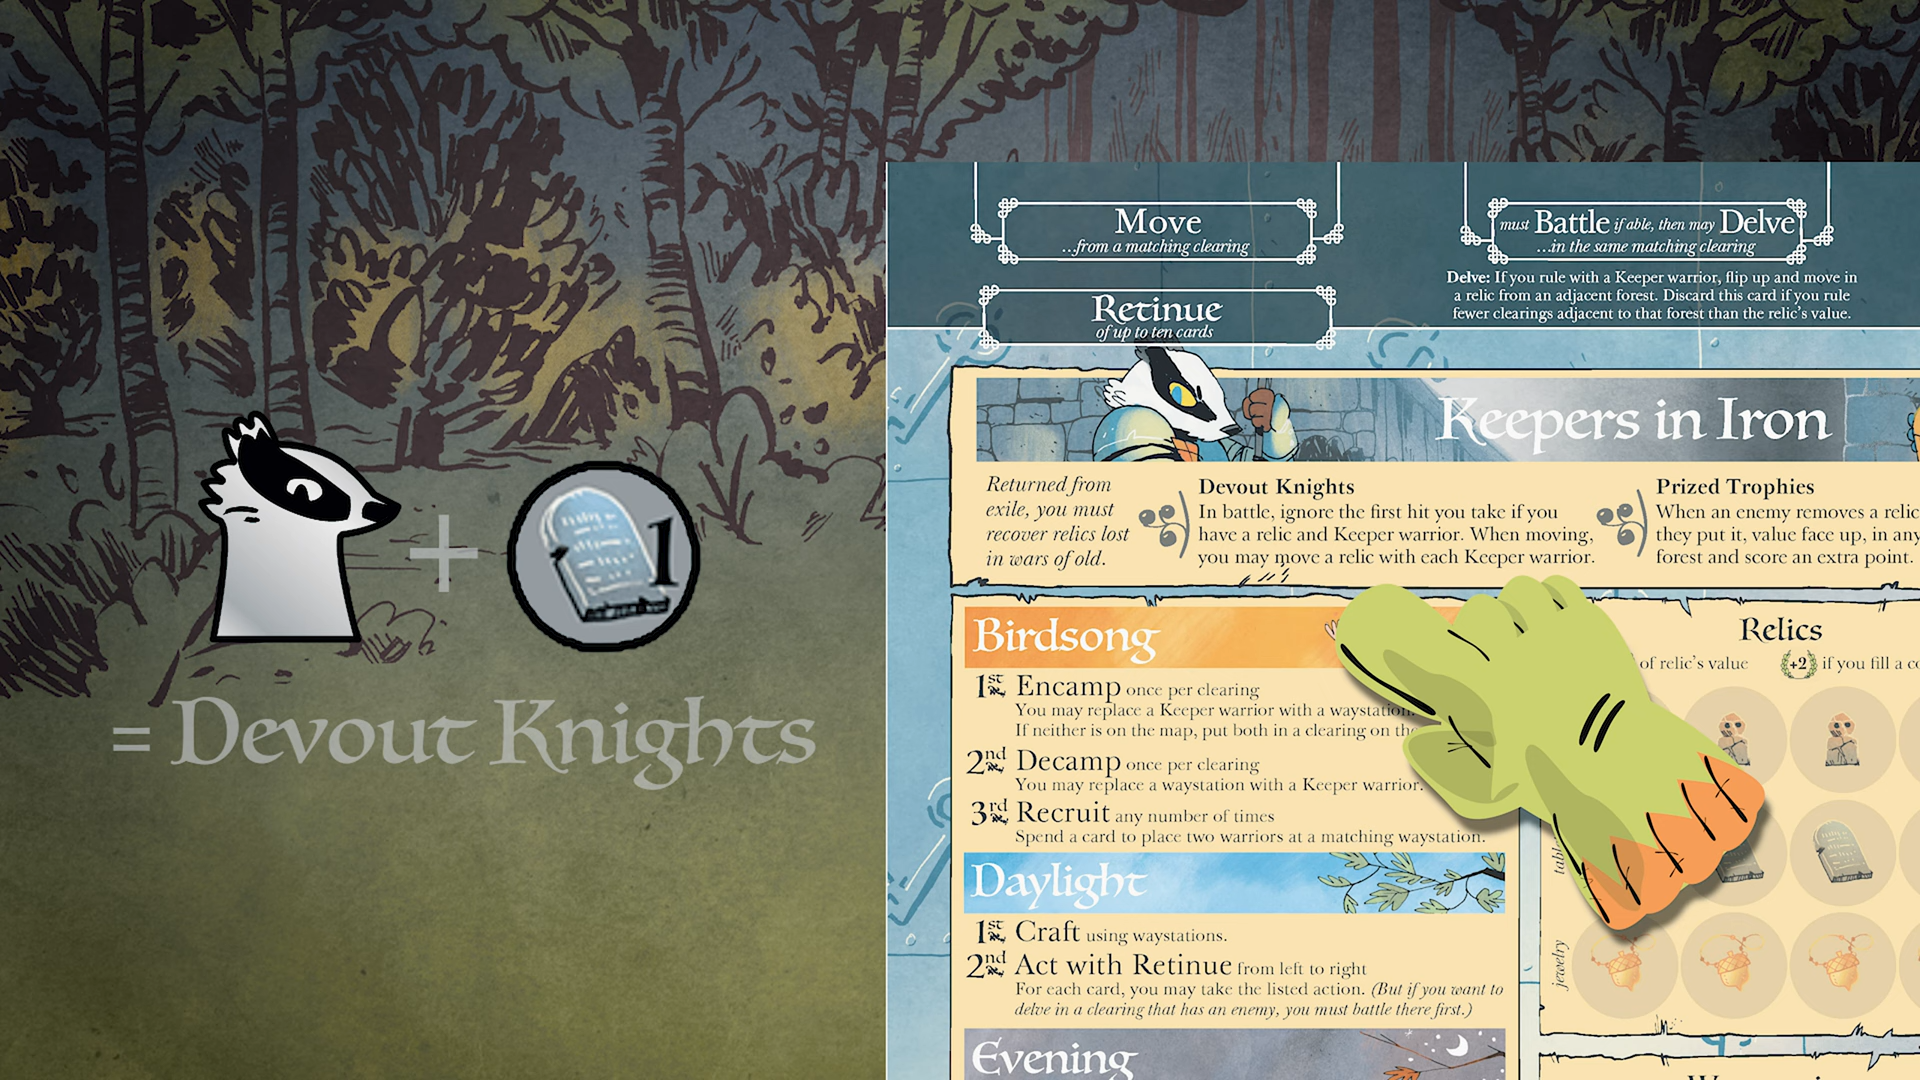 +
1
= Devout Knights
Move
...from a matching clearing
must Battle if able, then may Delve
...in the same matching clearing
Delve: If you rule with a Keeper warrior, flip up and move in
a relic from an adjacent forest. Discard this card if you rule
fewer clearings adjacent to that forest than the relic's value.
Retinue
of up to ten cards
Keepers in Iron
Returned from
exile, you must
recover relics lost
in wars of old.
Devout Knights
In battle, ignore the first hit you take if you
have a relic and Keeper warrior. When moving,
you may move a relic with each Keeper warrior.
Prized Trophies
When an enemy removes a relic
they put it, value face up, in any
forest and score an extra point.
Birdsong
1st Encamp once per clearing
You may replace a Keeper warrior with a waystation.
If neither is on the map, put both in a clearing on the
2nd Decamp once per clearing
You may replace a waystation with a Keeper warrior.
3rd Recruit any number of times
Spend a card to place two warriors at a matching waystation.
Daylight
1st Craft using waystations.
2nd Act with Retinue from left to right
For each card, you may take the listed action. (But if you want to
delve in a clearing that has an enemy, you must battle there first.)
Evening
Relics
of relic's value +2 if you fill a
jewelry